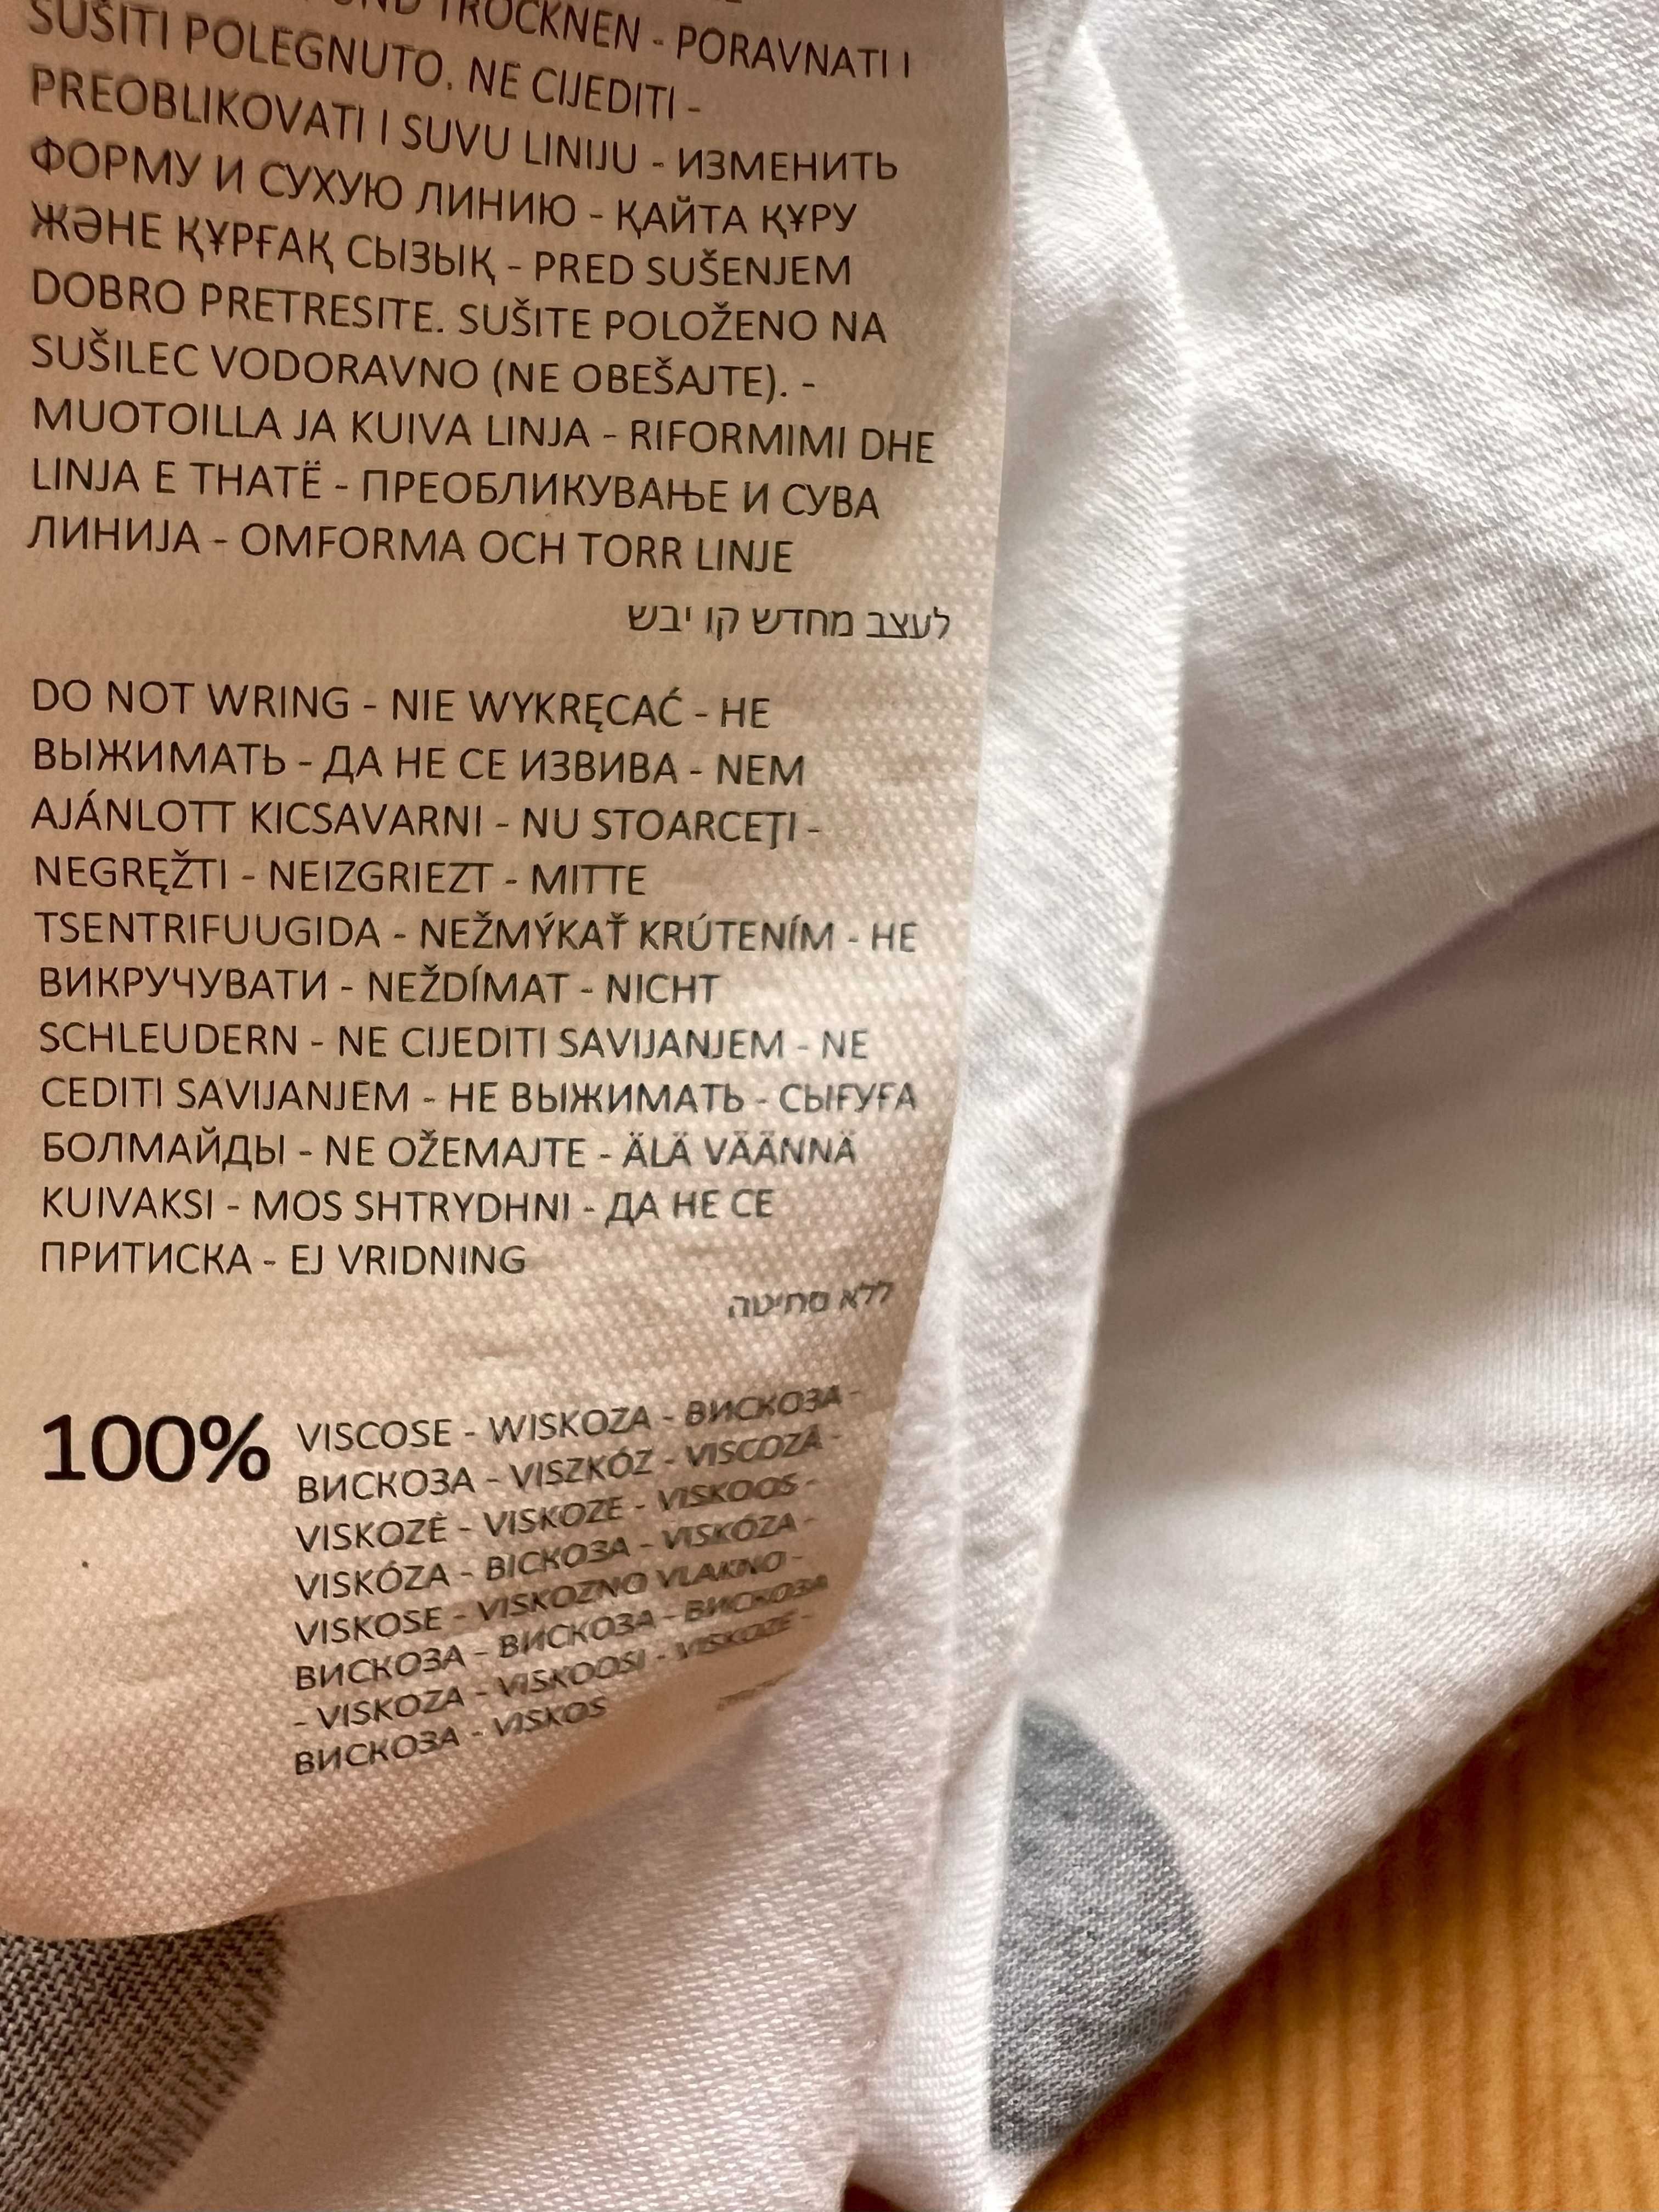 TROCKNEN - PORAVNATI I
SUŠITI POLEGNUTO. NE CIJEDITI -
PREOBLIKOVATI I SUVU LINIJU - ИЗМЕНИТЬ
ФОРМУ И СУХУЮ ЛИНИЮ - ҚАЙТА ҚҰРУ
ЖӘНЕ ҚҰРҒАҚ СЫЗЫҚ - PRED SUŠENJEM
DOBRO PRETRESITE. SUŠITE POLOŽENO NA
SUŠILEC VODORAVNO (NE OBEŠAJTE). -
MUOTOILLA JA KUIVA LINJA - RIFORMIMI DHE
LINJA E THATË - ПРЕОБЛИКУВАЊЕ И СУВА
ЛИНИЈА - OMFORMA OCH TORR LINJE
לעצב מחדש קו יבש
DO NOT WRING - NIE WYKRĘCAĆ - НЕ
ВЫЖИМАТЬ - ДА НЕ СЕ ИЗВИВА - NEM
AJÁNLOTT KICSAVARNI - NU STOARCEŢI -
NEGRĘŽTI - NEIZGRIEZT - MITTE
TSENTRIFUUGIDA - NEŽMÝKAŤ KRÚTENÍM - НЕ
ВИКРУЧУВАТИ - NEŽDÍMAT - NICHT
SCHLEUDERN - NE CIJEDITI SAVIJANJEM - NE
CEDITI SAVIJANJEM - НЕ ВЫЖИМАТЬ - СЫҒУҒА
БОЛМАЙДЫ - NE OŽEMAJTE - ÄLÄ VÄÄNNÄ
KUIVAKSI - MOS SHTRYDHNI - ДА НЕ СЕ
ПРИТИСКА - EJ VRIDNING
ללא סחיטה
100% VISCOSE - WISKOZA - ВИСКОЗА -
ВИСКОЗА - VISZKÓZ - VISCOZĂ -
VISKOZĖ - VISKOZE - VISKOOS -
VISKÓZA - ВІСКОЗА - VISKÓZA -
VISKOSE - VISKOZNO VLAKNO -
ВИСКОЗА - ВИСКОЗА - ВИСКОЗА
- VISKOZA - VISKOOSI - VISKOZE -
ВИСКОЗА - VISKOS